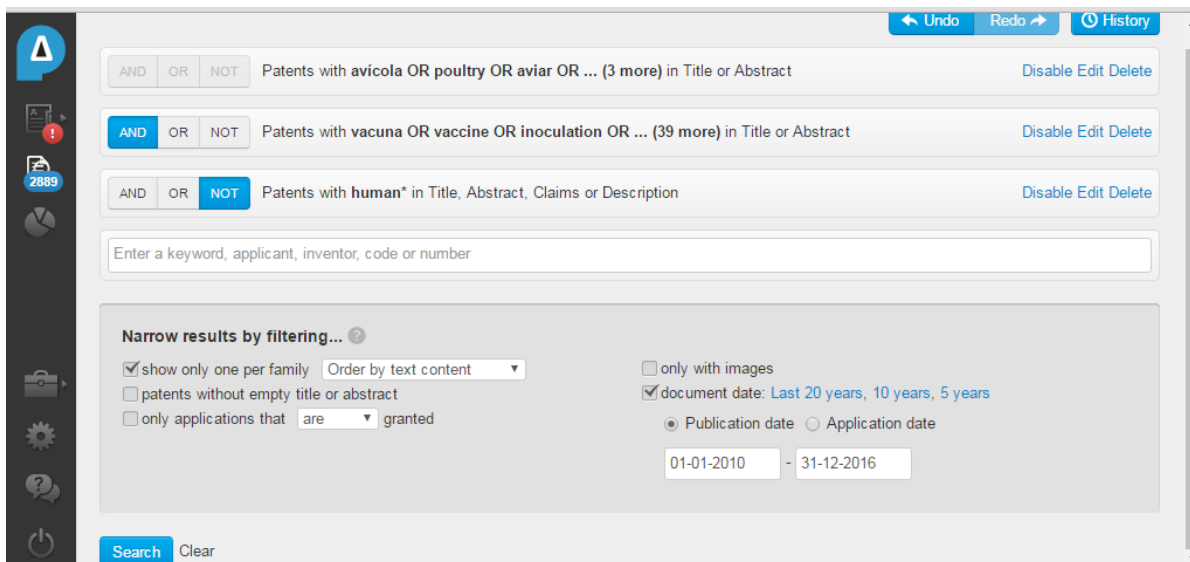 Undo Redo History
AND OR NOT Patents with avícola OR poultry OR aviar OR ... (3 more) in Title or Abstract Disable Edit Delete
AND OR NOT Patents with vacuna OR vaccine OR inoculation OR ... (39 more) in Title or Abstract Disable Edit Delete
2889
AND OR NOT Patents with human* in Title, Abstract, Claims or Description Disable Edit Delete
Enter a keyword, applicant, inventor, code or number
Narrow results by filtering... ?
show only one per family Order by text content only with images
patents without empty title or abstract document date: Last 20 years, 10 years, 5 years
only applications that are granted Publication date Application date
01-01-2010 - 31-12-2016
Search Clear